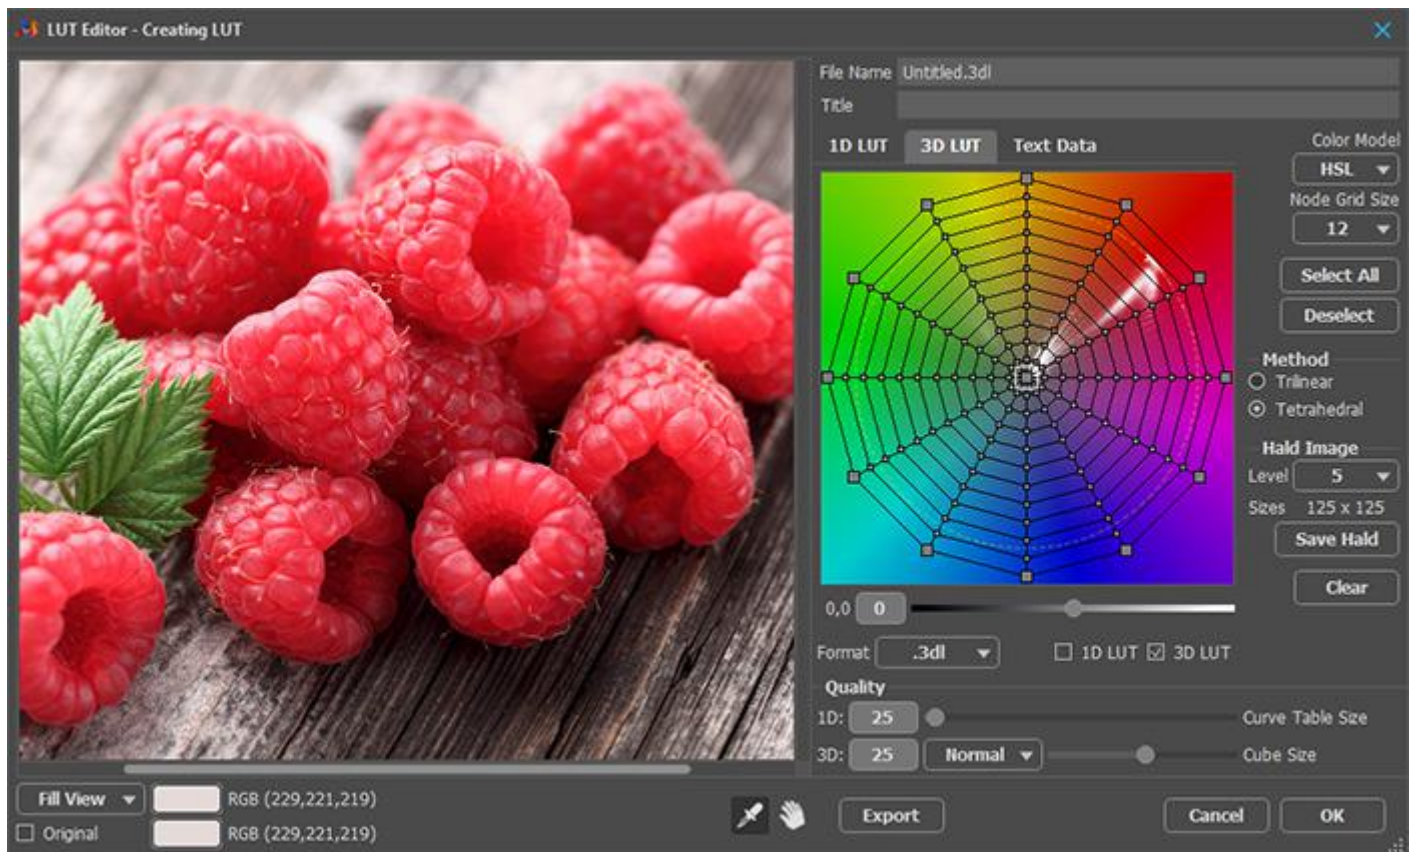 LUT Editor - Creating LUT
File Name Untitled.3dl
Title
1D LUT 3D LUT Text Data
Color Model
HSL
Node Grid Size
12
Select All
Deselect
Method
Trilinear
Tetrahedral
Hald Image
Level 5
Sizes 125 x 125
Save Hald
Clear
0,0 0
Format .3dl 1D LUT 3D LUT
Quality
1D: 25 Curve Table Size
3D: 25 Normal Cube Size
Fill View RGB (229,221,219)
Original RGB (229,221,219)
Export Cancel OK